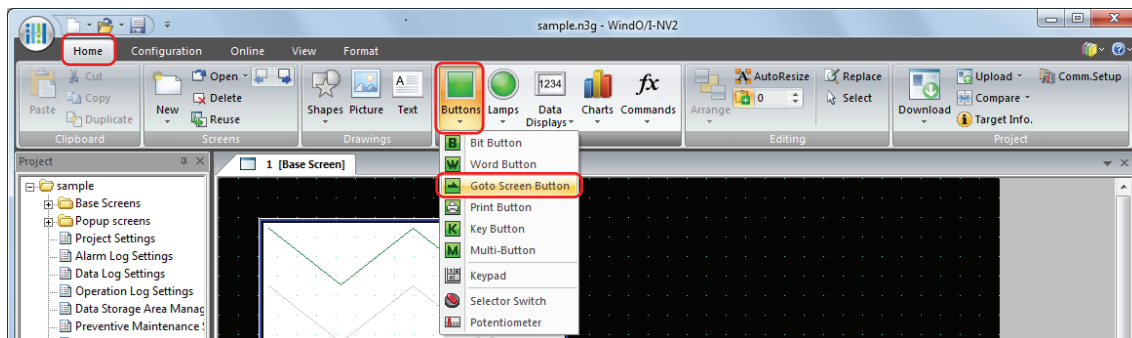 sample.n3g - WindO/I-NV2
Home Configuration Online View Format
Paste Cut Copy Duplicate
New Open Delete Reuse
Shapes Picture Text
Buttons Lamps 1234 Data Displays Charts fx Commands
Arrange AutoResize 0 Replace Select
Download Upload Compare Target Info. Comm.Setup
Clipboard Screens Drawings Editing Project
Project
1 [Base Screen]
sample
Base Screens
Popup screens
Project Settings
Alarm Log Settings
Data Log Settings
Operation Log Settings
Data Storage Area Manag
Preventive Maintenance
B Bit Button
W Word Button
Goto Screen Button
Print Button
K Key Button
M Multi-Button
Keypad
Selector Switch
Potentiometer